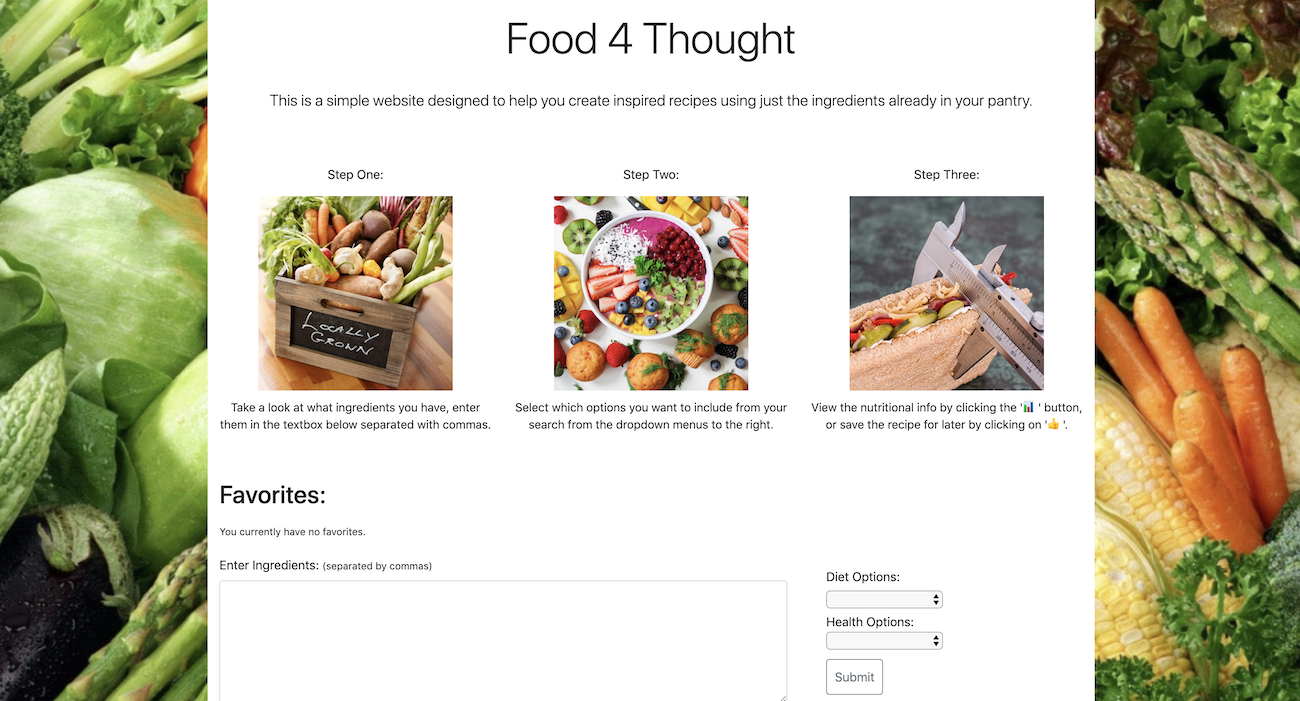 Food 4 Thought
This is a simple website designed to help you create inspired recipes using just the ingredients already in your pantry.
Step One:
Step Two:
Step Three:
LOCALLY
GROWN
Take a look at what ingredients you have, enter
them in the textbox below separated with commas.
Select which options you want to include from your
search from the dropdown menus to the right.
View the nutritional info by clicking the '📊 ' button,
or save the recipe for later by clicking on '👍 '.
Favorites:
You currently have no favorites.
Enter Ingredients: (separated by commas)
Diet Options:
Health Options:
Submit